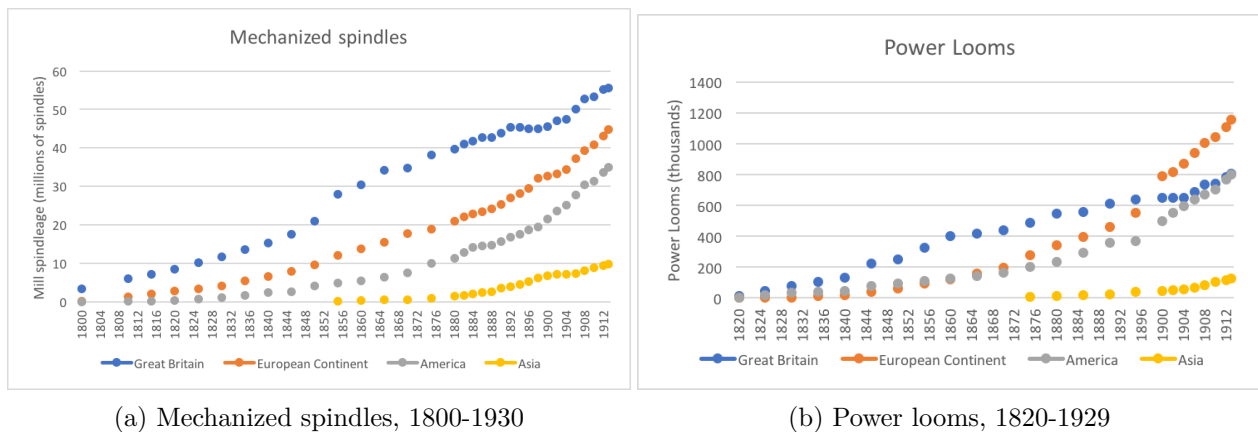 Mechanized spindles
Mill spindleage (millions of spindles)
60
50
40
30
20
10
0
1800 1804 1808 1812 1816 1820 1824 1828 1832 1836 1840 1844 1848 1852 1856 1860 1864 1868 1872 1876 1880 1884 1888 1892 1896 1900 1904 1908 1912
Great Britain European Continent America Asia
(a) Mechanized spindles, 1800-1930
Power Looms
Power Looms (thousands)
1400
1200
1000
800
600
400
200
0
1820 1824 1828 1832 1836 1840 1844 1848 1852 1856 1860 1864 1868 1872 1876 1880 1884 1888 1892 1896 1900 1904 1908 1912
Great Britain European Continent America Asia
(b) Power looms, 1820-1929